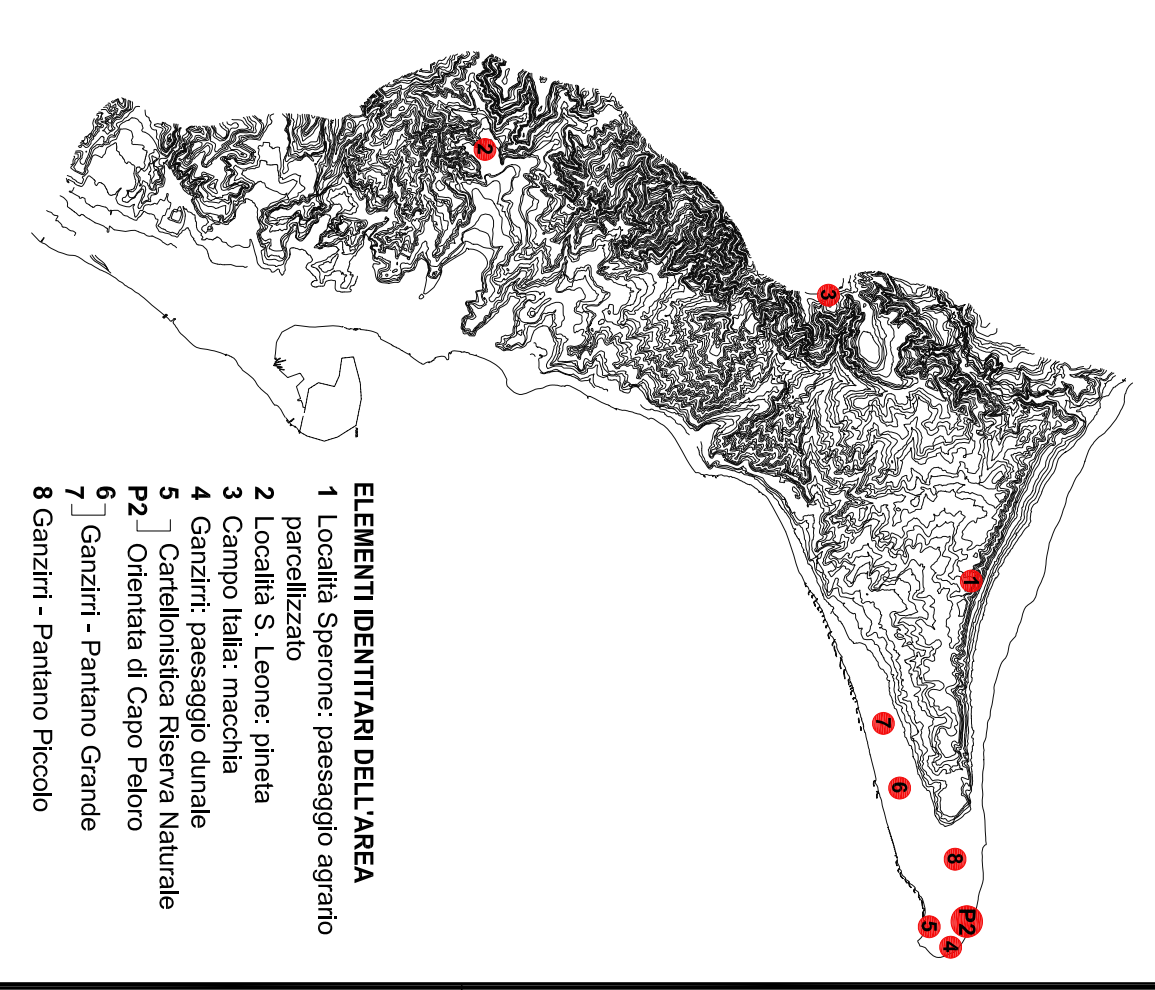 ELEMENTI IDENTITARI DELL'AREA
1 Località Sperone: paesaggio agrario
parcellizzato
2 Località S. Leone: pineta
3 Campo Italia: macchia
4 Ganzirri: paesaggio dunale
5 Cartellonistica Riserva Naturale
P2 Orientata di Capo Peloro
6
7 Ganzirri - Pantano Grande
8 Ganzirri - Pantano Piccolo
2
3
1
7
6
8
P2
5
4